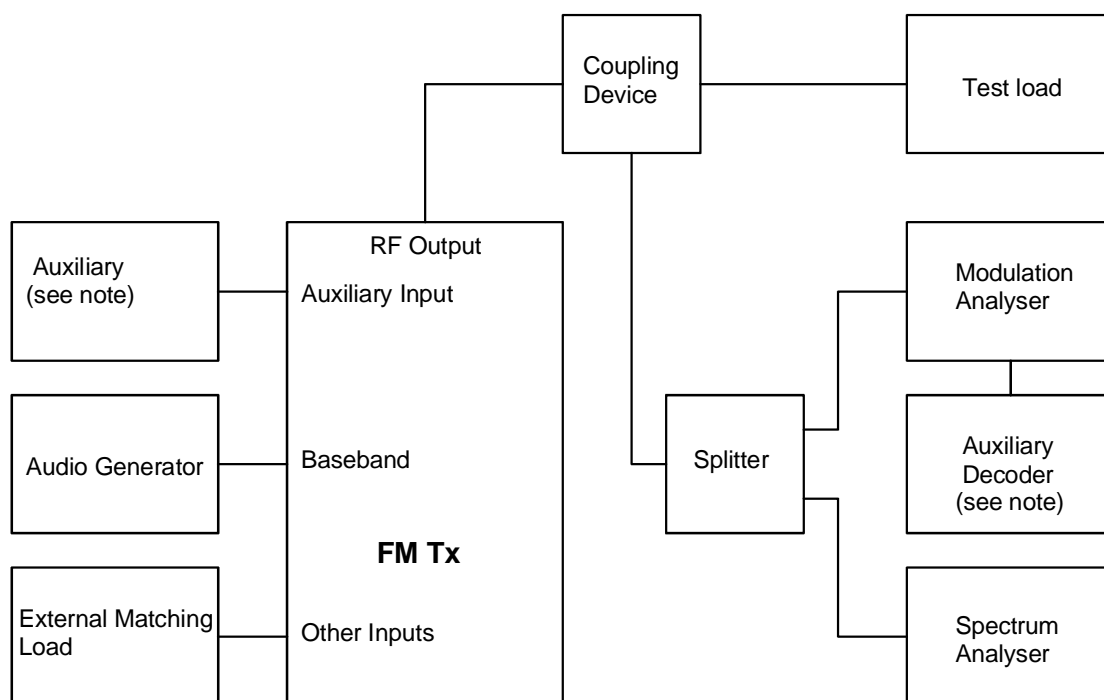 Coupling
Device
Test load
RF Output
Auxiliary
(see note)
Auxiliary Input
Modulation
Analyser
Audio Generator
Baseband
Splitter
Auxiliary
Decoder
(see note)
FM Tx
External Matching
Load
Other Inputs
Spectrum
Analyser